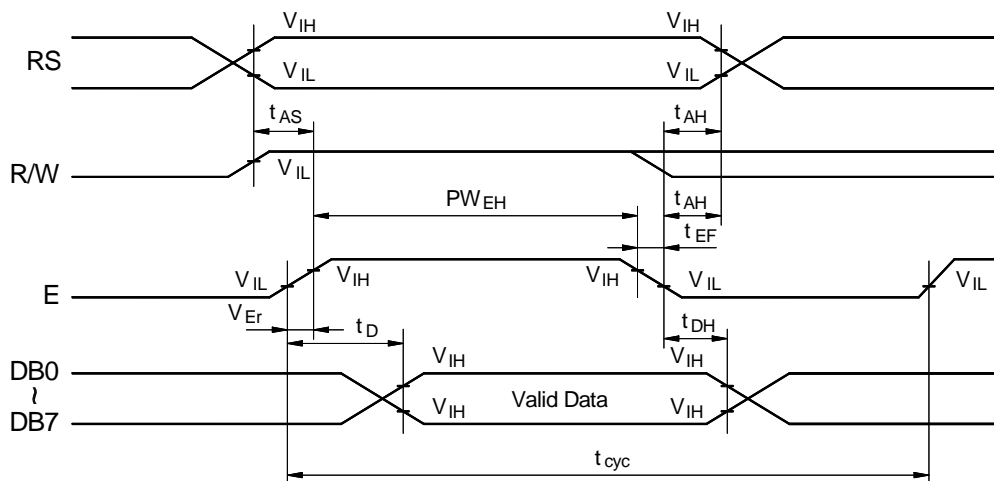 V IH V IH
RS
V IL V IL
t AS t AH
R/W V IL
PW EH t AH
t EF
V IL V IH V IH V IL V IL
E
V Er t D t DH
V IH V IH
DB0
~
DB7 V IH Valid Data V IH
t cyc